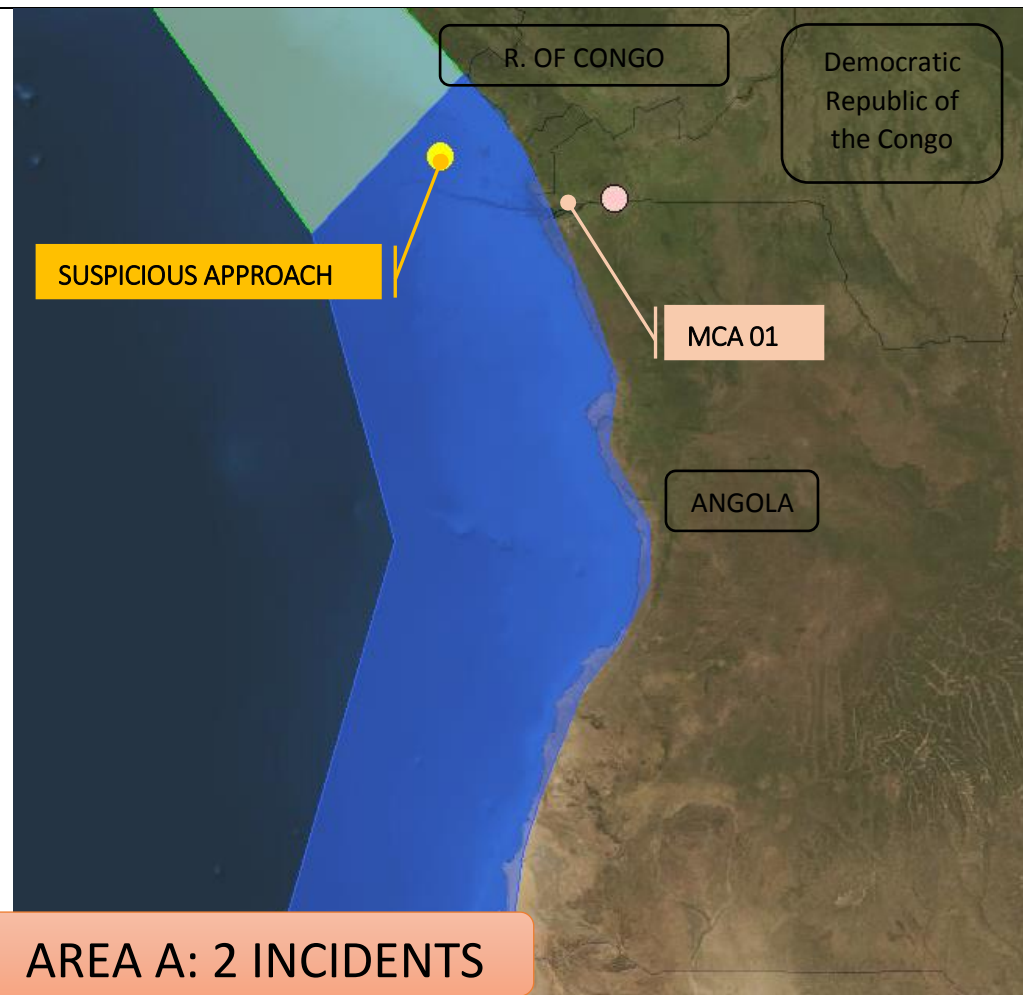 R. OF CONGO
Democratic
Republic of
the Congo
SUSPICIOUS APPROACH
MCA 01
ANGOLA
AREA A: 2 INCIDENTS